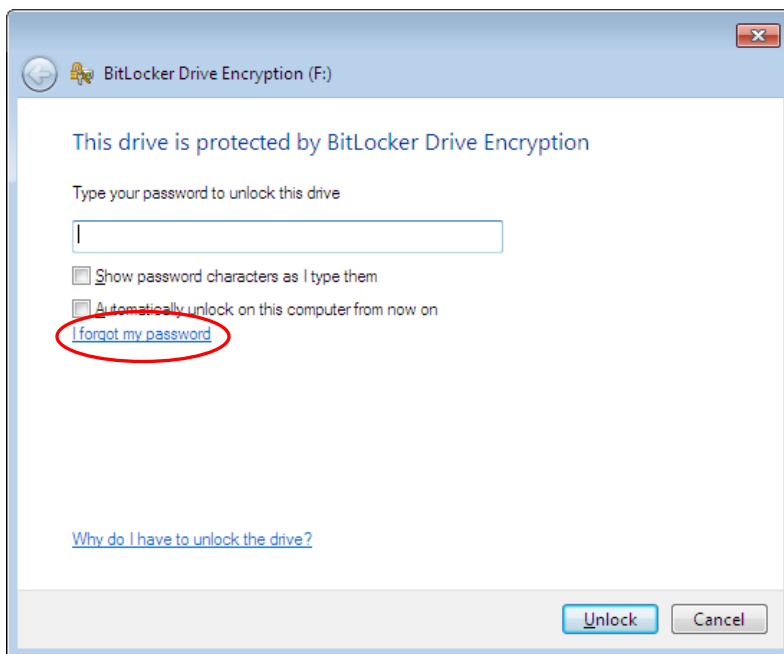 BitLocker Drive Encryption (F:)
This drive is protected by BitLocker Drive Encryption
Type your password to unlock this drive
Show password characters as I type them
Automatically unlock on this computer from now on
I forgot my password
Why do I have to unlock the drive?
Unlock
Cancel